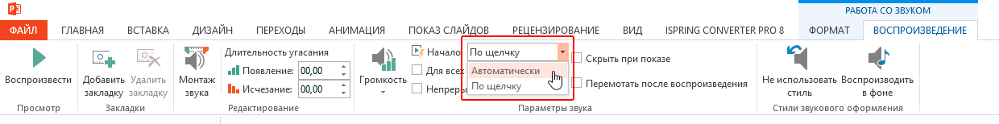 РАБОТА СО ЗВУКОМ
ФАЙЛ ГЛАВНАЯ ВСТАВКА ДИЗАЙН ПЕРЕХОДЫ АНИМАЦИЯ ПОКАЗ СЛАЙДОВ РЕЦЕНЗИРОВАНИЕ ВИД ISPRING CONVERTER PRO 8 ФОРМАТ ВОСПРОИЗВЕДЕНИЕ
Воспроизвести
Просмотр
Добавить
закладку
Удалить
закладку
Закладки
Монтаж
звука
Длительность угасания
Появление: 00,00
Исчезание: 00,00
Редактирование
Громкость
Начало
По щелчку
Автоматически
По щелчку
Для всех
Непреры
Скрыть при показе
Перемотать после воспроизведения
Параметры звука
Не использовать
стиль
Воспроизводить
в фоне
Стили звукового оформления